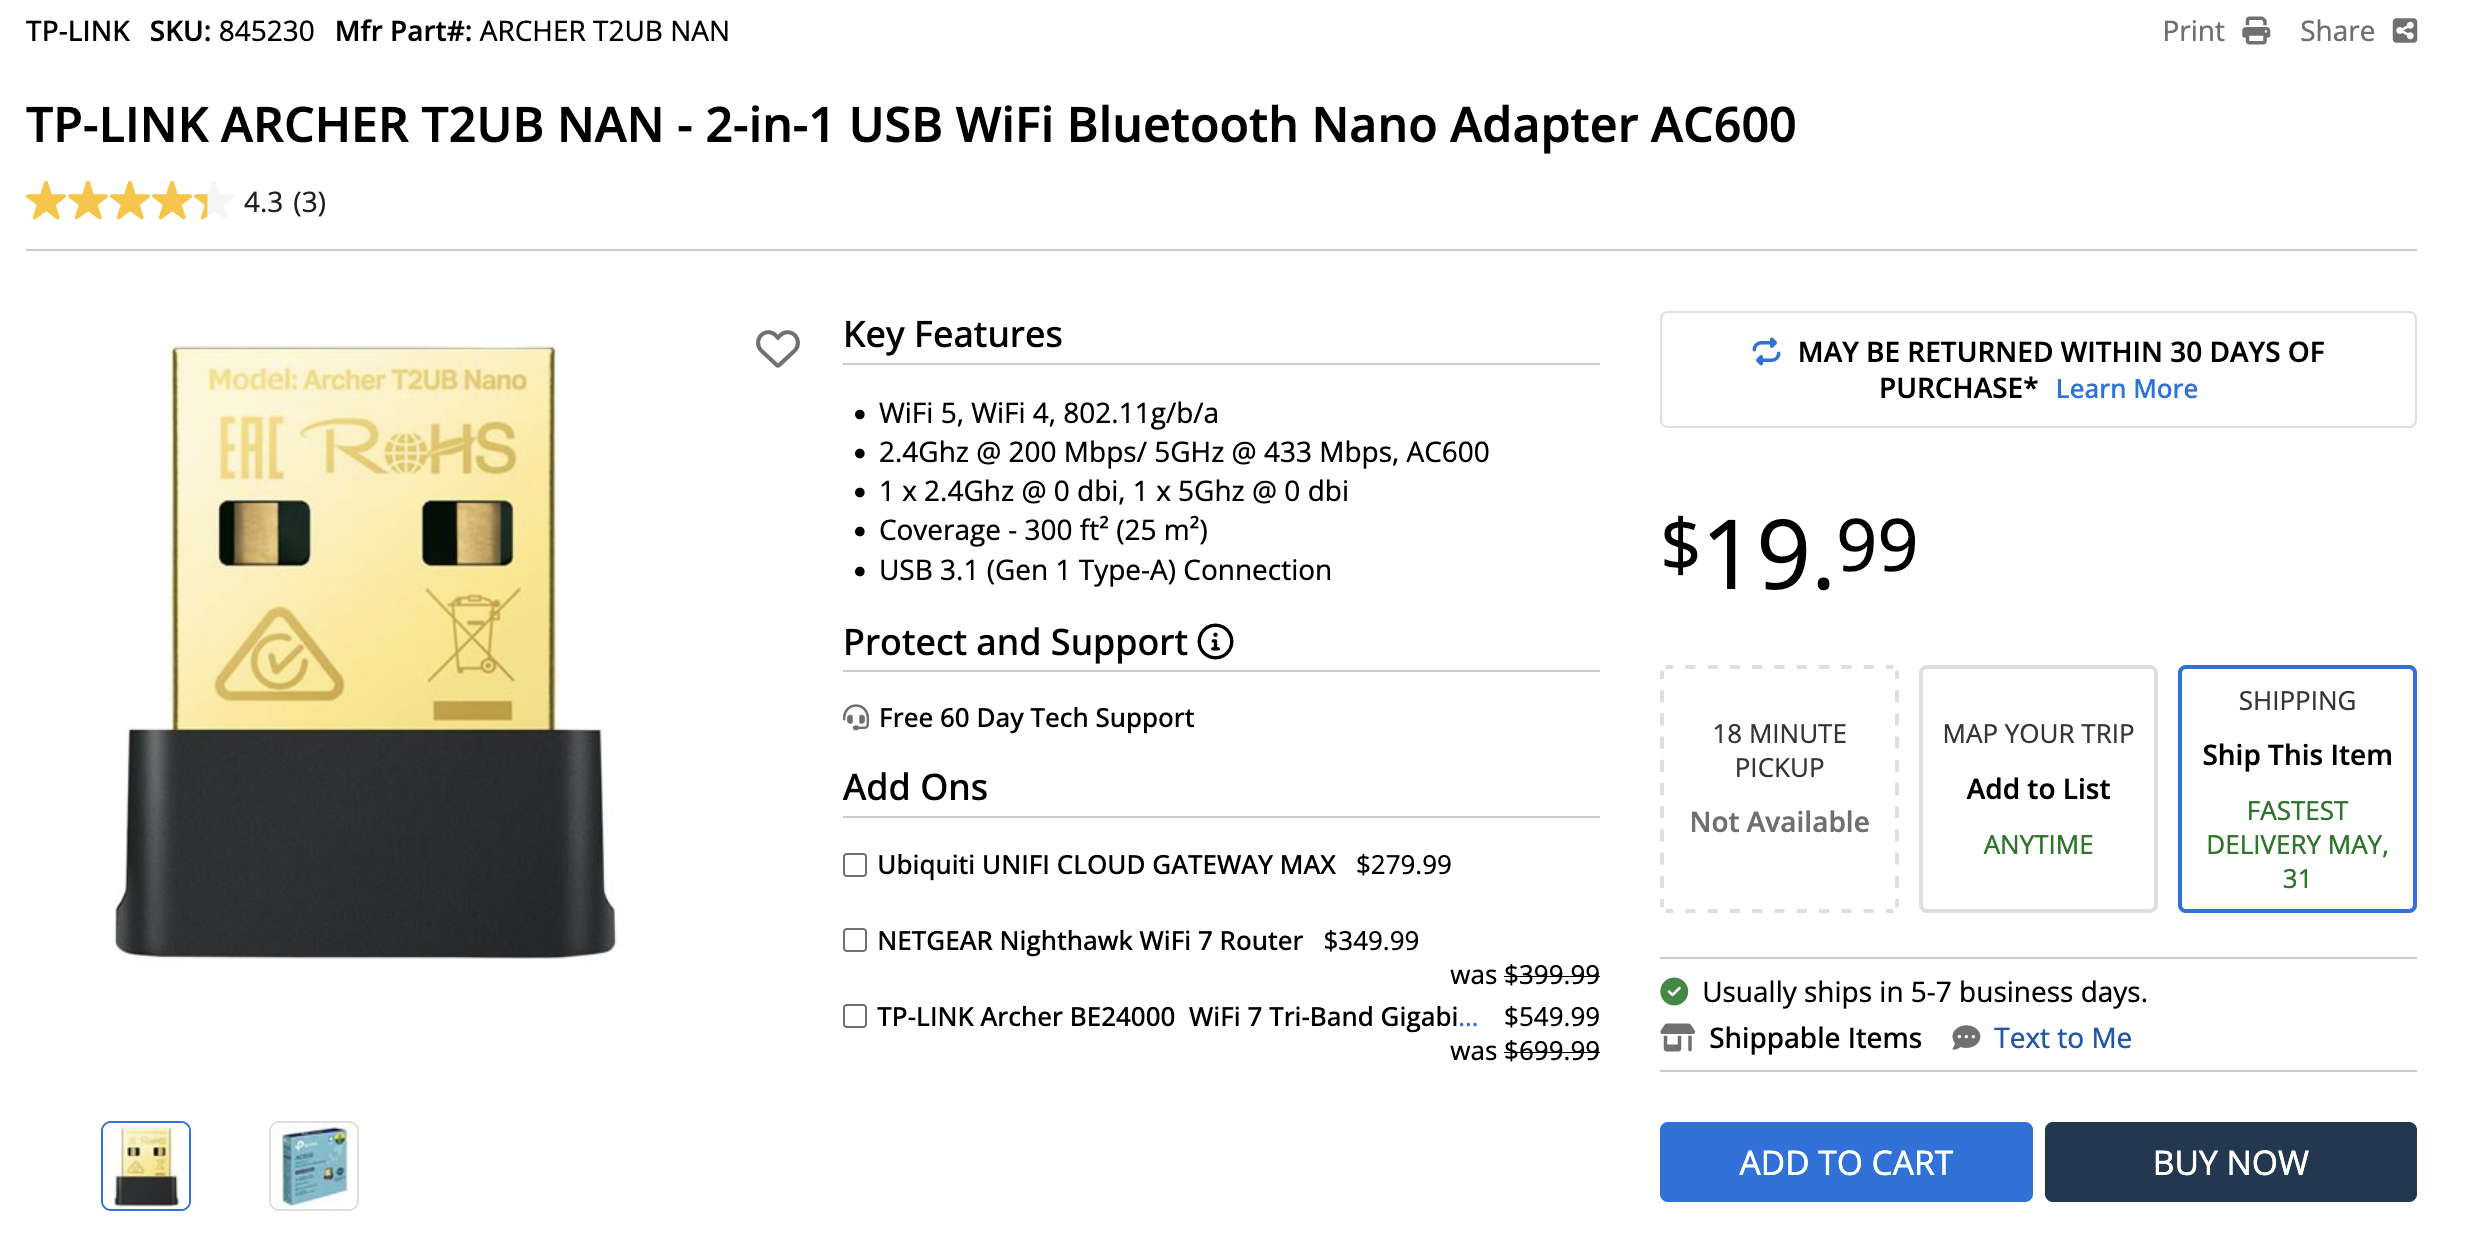 TP-LINK SKU: 845230 Mfr Part#: ARCHER T2UB NAN
Print Share
TP-LINK ARCHER T2UB NAN - 2-in-1 USB WiFi Bluetooth Nano Adapter AC600
4.3 (3)
Model: Archer T2UB Nano
EAC RoHS
Key Features
WiFi 5, WiFi 4, 802.11g/b/a
2.4Ghz @ 200 Mbps/ 5GHz @ 433 Mbps, AC600
1 x 2.4Ghz @ 0 dbi, 1 x 5Ghz @ 0 dbi
Coverage - 300 ft² (25 m²)
USB 3.1 (Gen 1 Type-A) Connection
Protect and Support
Free 60 Day Tech Support
Add Ons
Ubiquiti UNIFI CLOUD GATEWAY MAX $279.99
NETGEAR Nighthawk WiFi 7 Router $349.99
was $399.99
TP-LINK Archer BE24000 WiFi 7 Tri-Band Gigabi... $549.99
was $699.99
MAY BE RETURNED WITHIN 30 DAYS OF
PURCHASE* Learn More
$19.99
18 MINUTE
PICKUP
Not Available
MAP YOUR TRIP
Add to List
ANYTIME
SHIPPING
Ship This Item
FASTEST
DELIVERY MAY,
31
Usually ships in 5-7 business days.
Shippable Items Text to Me
ADD TO CART
BUY NOW